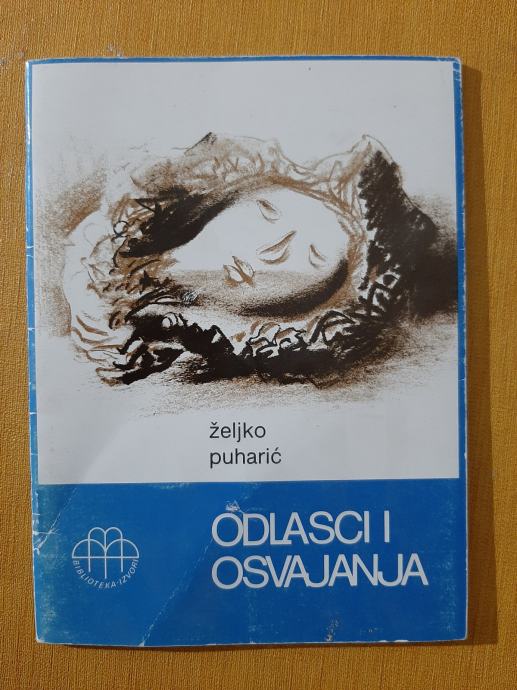 željko
puharić
ODLASCI I
OSVAJANJA
BIBLIOTEKA·IZVORI